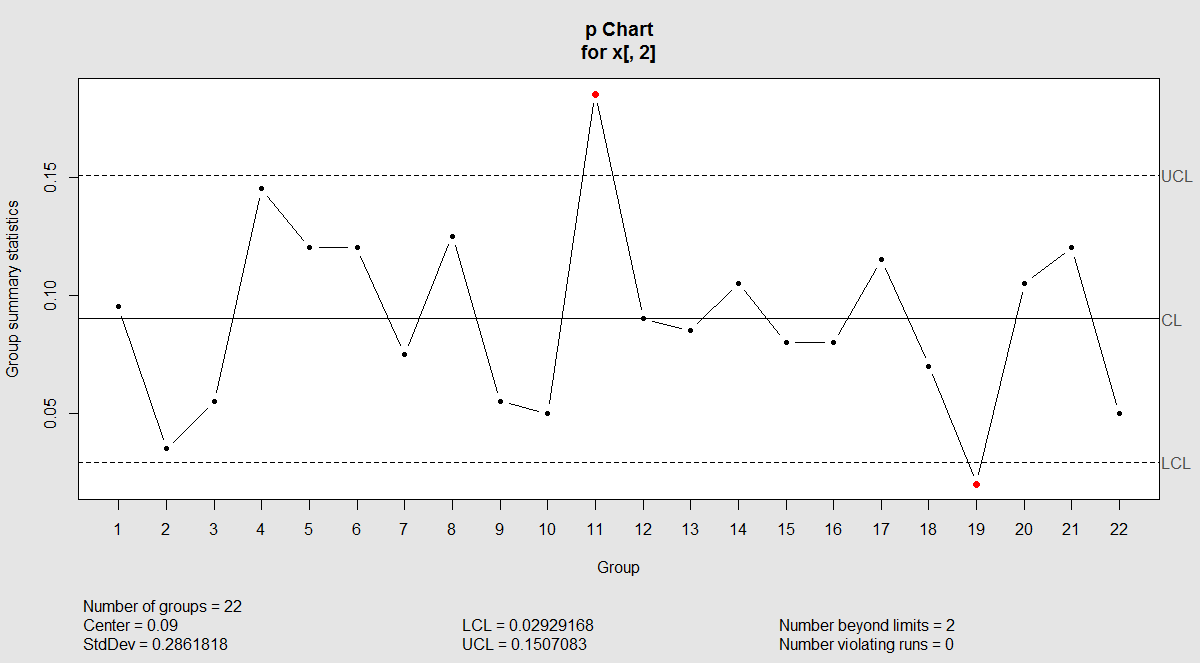 p Chart
for x[, 2]
Group summary statistics
0.15
0.10
0.05
UCL
CL
LCL
1 2 3 4 5 6 7 8 9 10 11 12 13 14 15 16 17 18 19 20 21 22
Group
Number of groups = 22
Center = 0.09 LCL = 0.02929168 Number beyond limits = 2
StdDev = 0.2861818 UCL = 0.1507083 Number violating runs = 0